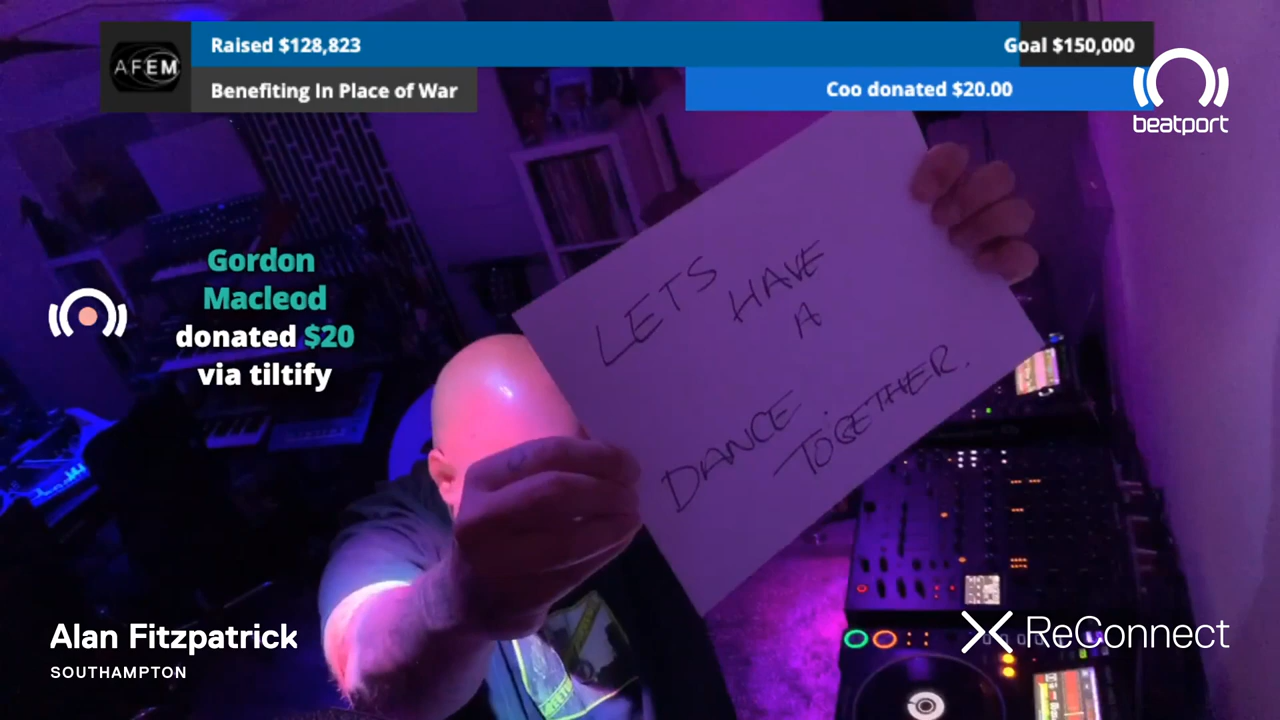 Raised $128,823
Goal $150,000
AFEM
Benefiting In Place of War
Coo donated $20.00
beatport
Gordon
Macleod
donated $20
via tiltify
LETS HAVE
A
DANCE
TOGETHER.
Alan Fitzpatrick
SOUTHAMPTON
ReConnect